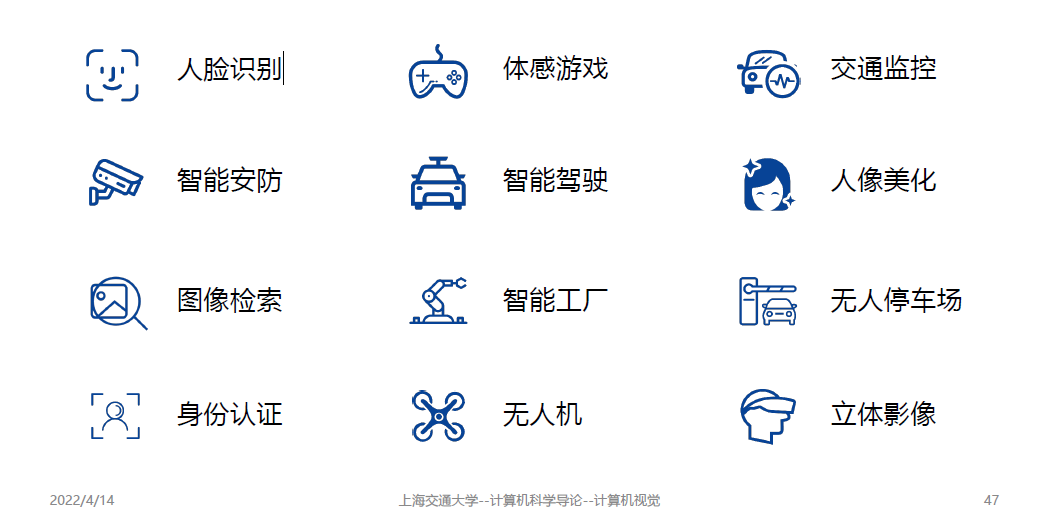 人脸识别
体感游戏
交通监控
智能安防
智能驾驶
人像美化
图像检索
智能工厂
无人停车场
身份认证
无人机
立体影像
2022/4/14
上海交通大学--计算机科学导论--计算机视觉
47